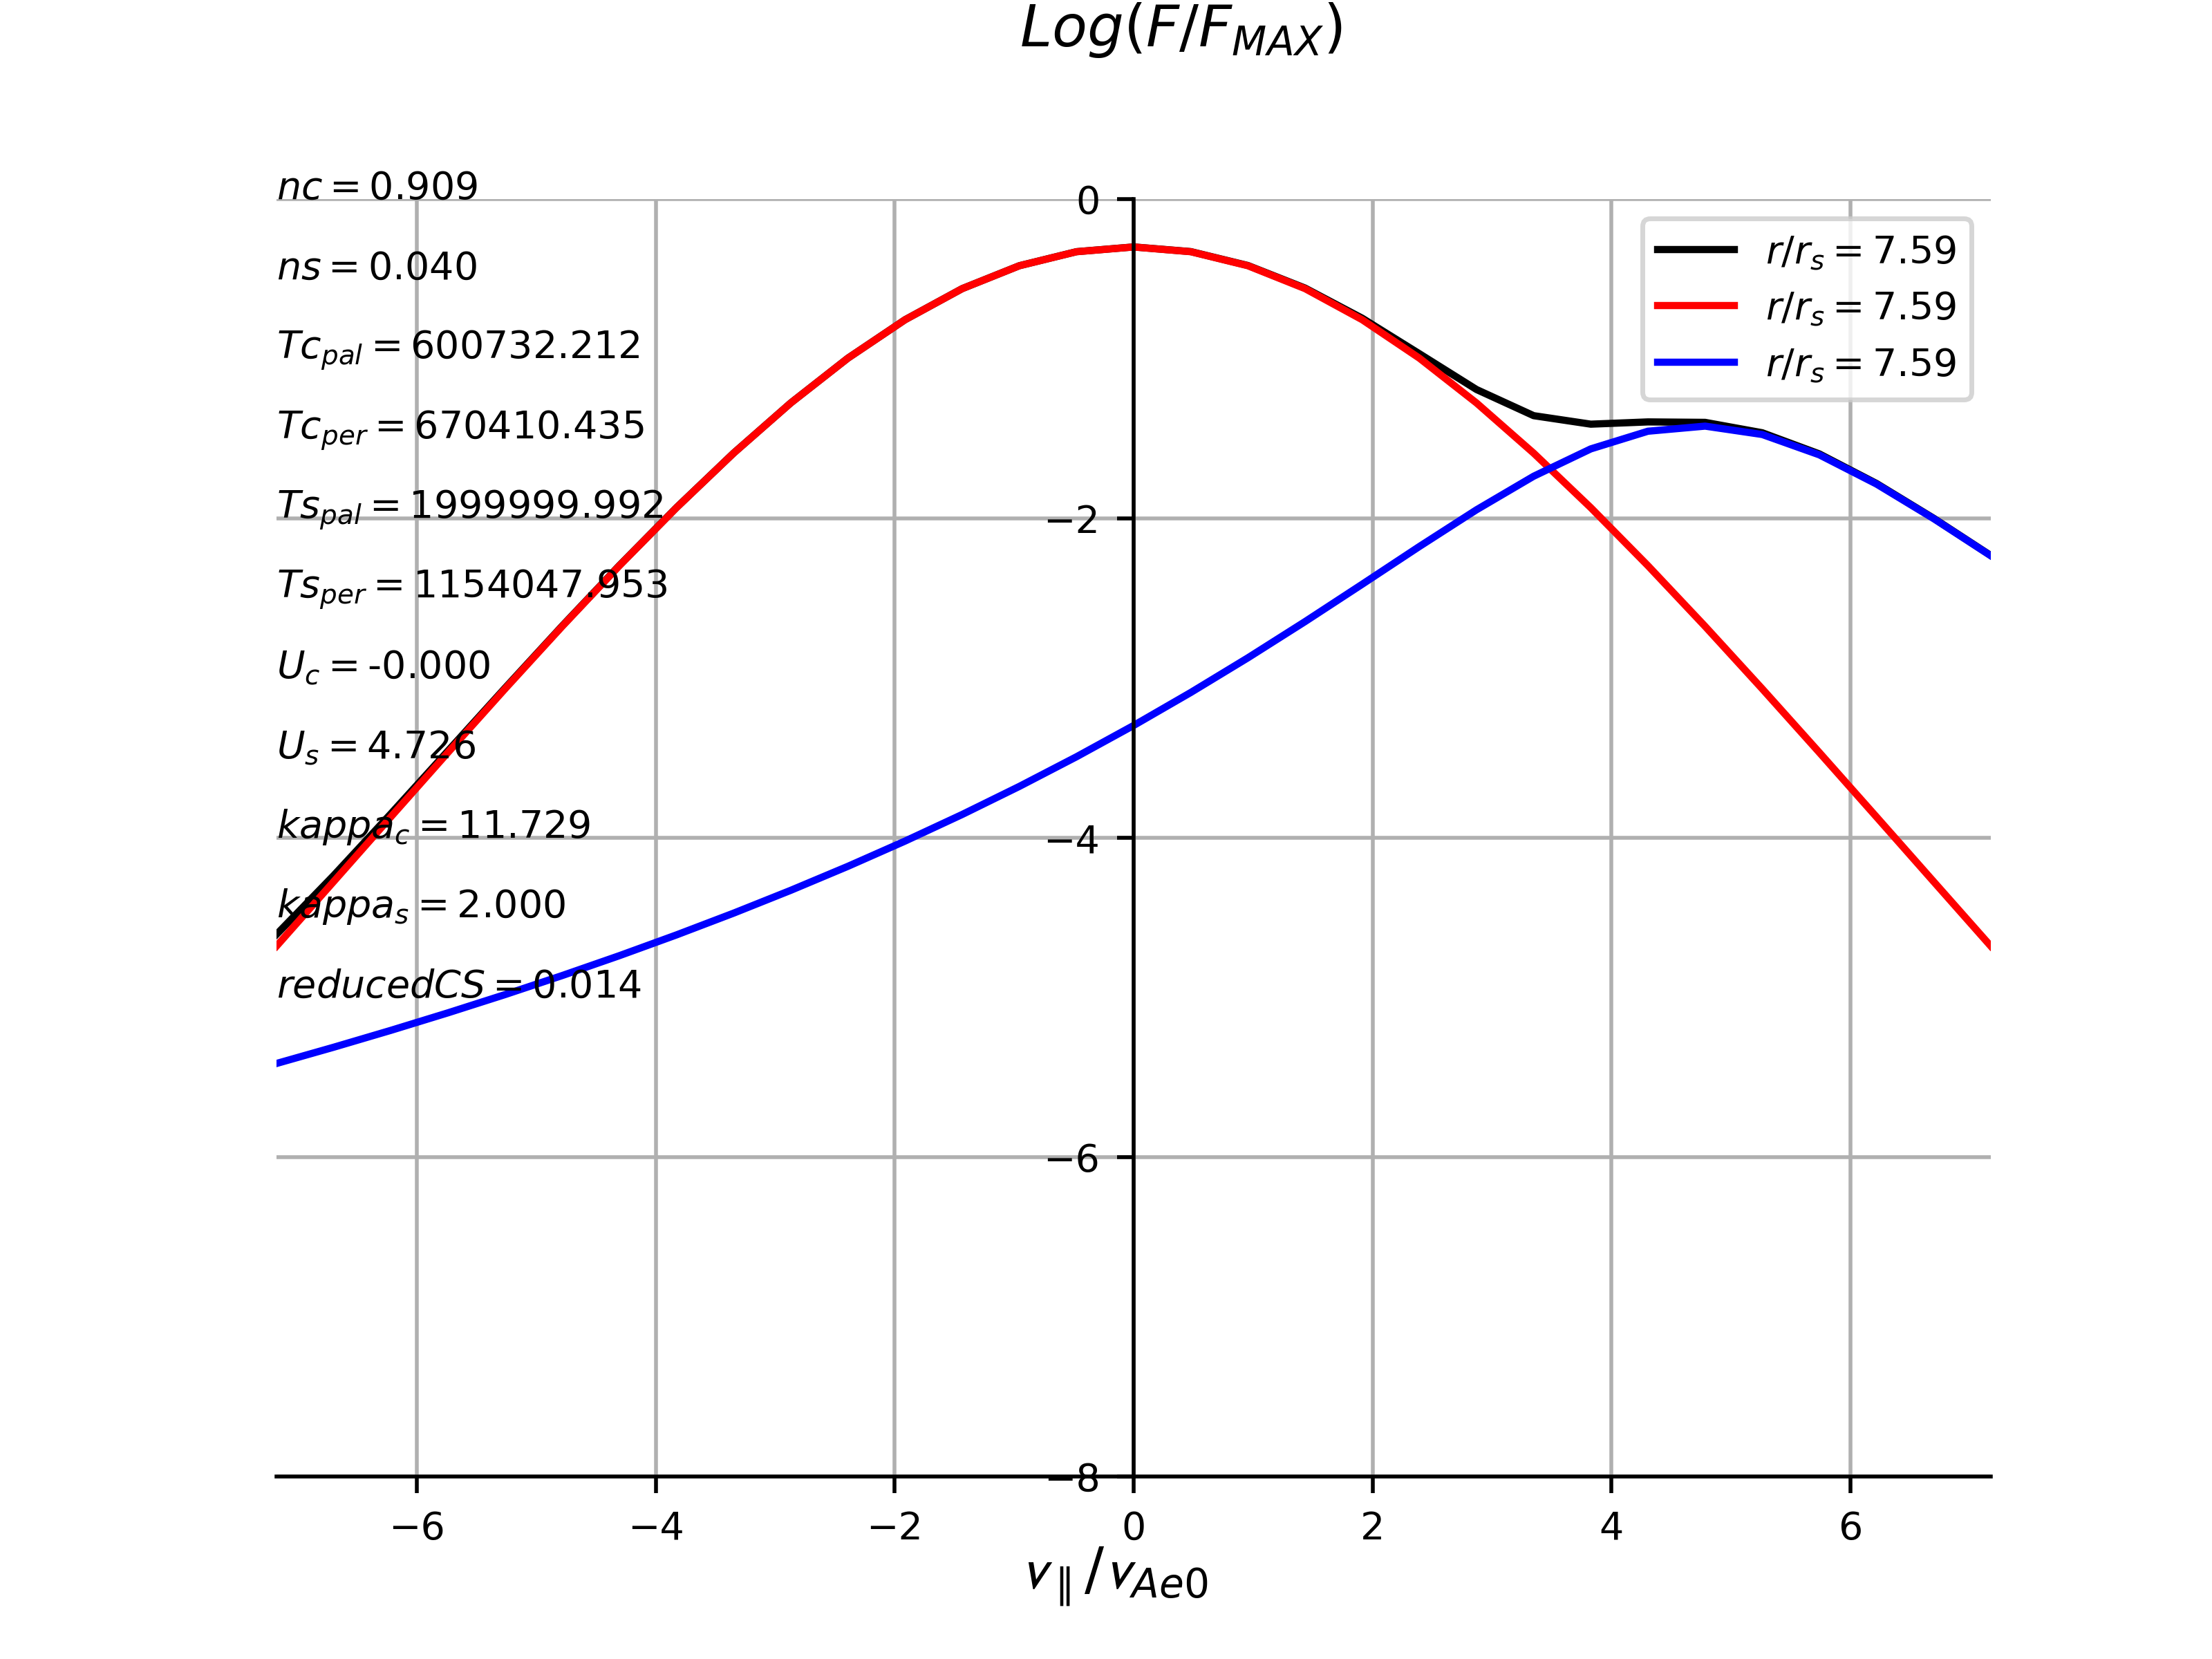 Log(F/F_MAX)
nc = 0.909
ns = 0.040
Tc_pal = 600732.212
Tc_per = 670410.435
Ts_pal = 1999999.992
Ts_per = 1154047.953
U_c = -0.000
U_s = 4.726
kappa_c = 11.729
kappa_s = 2.000
reducedCS = 0.014
r/r_s = 7.59
r/r_s = 7.59
r/r_s = 7.59
0
−2
−4
−6
−8
−6 −4 −2 0 2 4 6
v_∥/v_Ae0